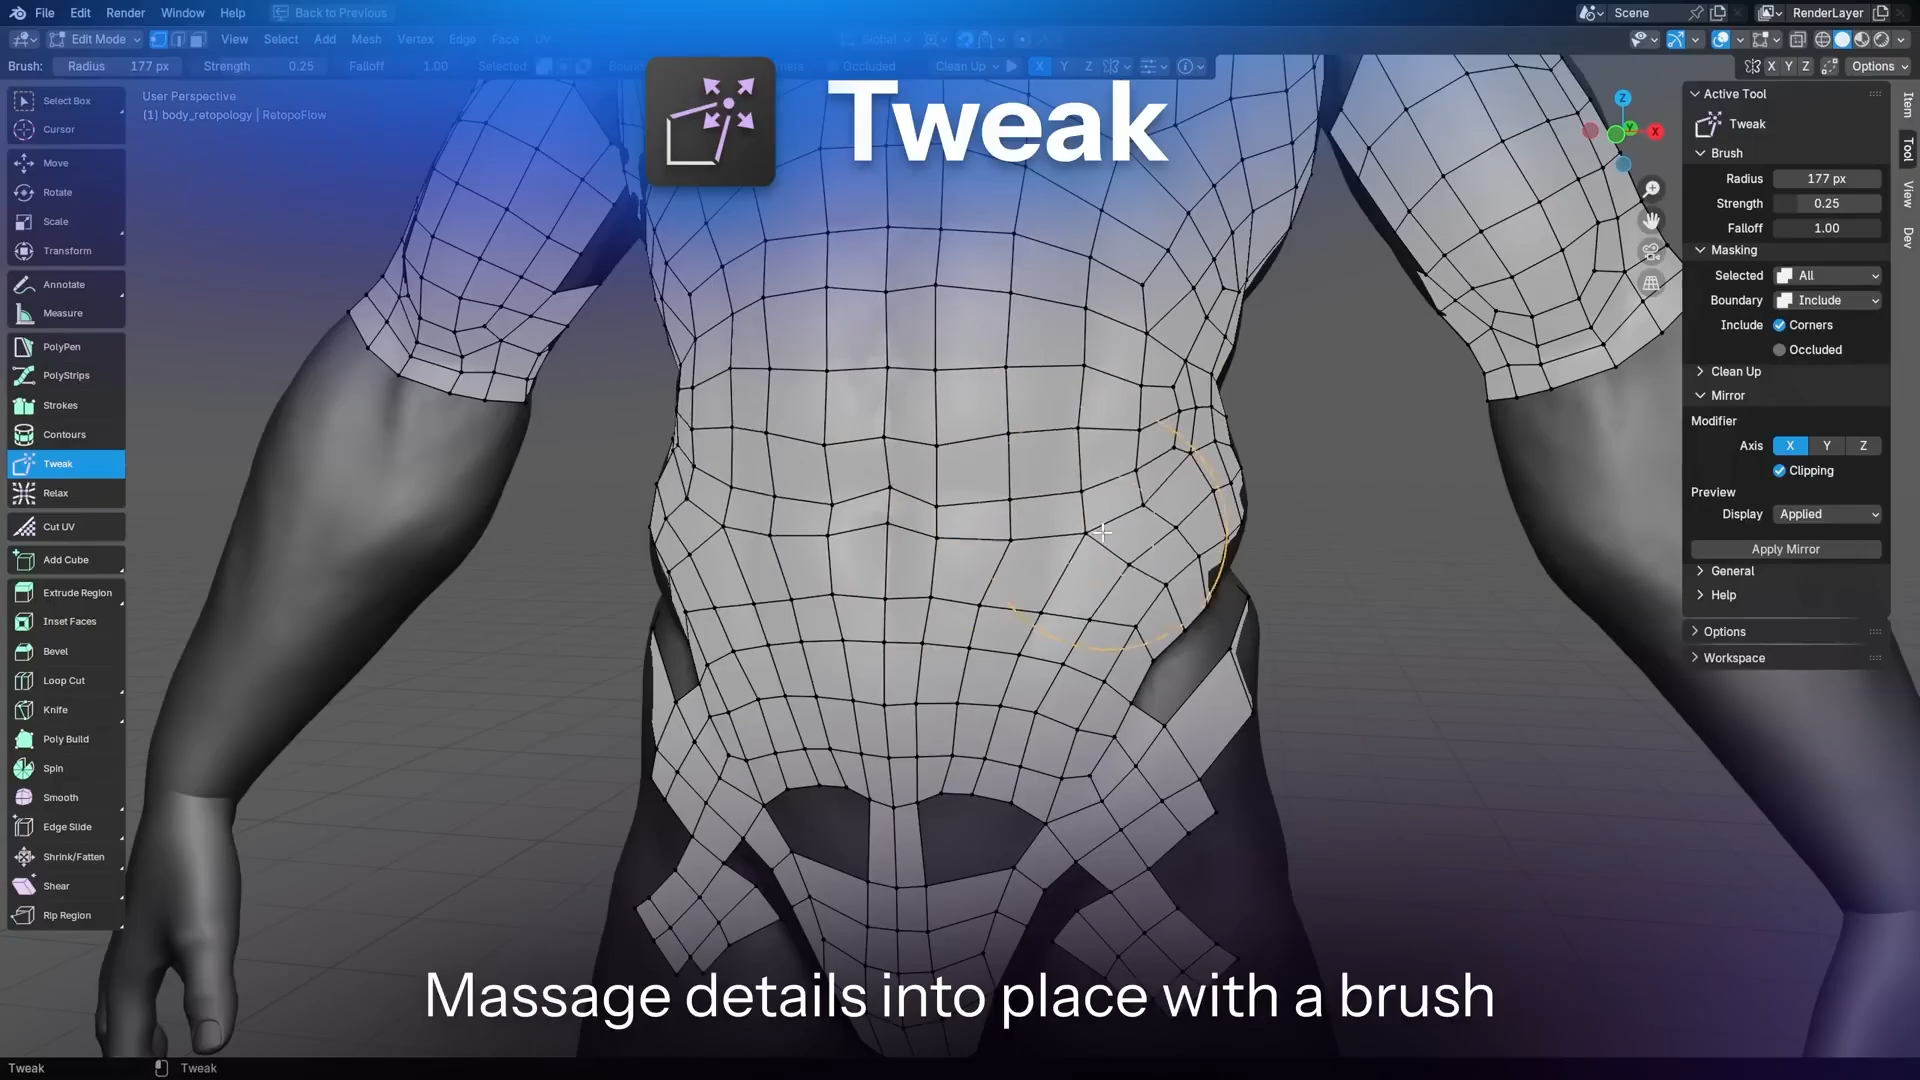 File Edit Render Window Help Back to Previous Scene RenderLayer
Edit Mode View Select Add Mesh Vertex Edge Face UV Global
Brush: Radius 177 px Strength 0.25 Falloff 1.00 Selected Occluded Clean Up X Y Z X Y Z Options
User Perspective
(1) body_retopology | RetopoFlow
Tweak
Select Box
Cursor
Move
Rotate
Scale
Transform
Annotate
Measure
PolyPen
PolyStrips
Strokes
Contours
Tweak
Relax
Cut UV
Add Cube
Extrude Region
Inset Faces
Bevel
Loop Cut
Knife
Poly Build
Spin
Smooth
Edge Slide
Shrink/Fatten
Shear
Rip Region
Z
Y
X
Active Tool
Tweak
Brush
Radius 177 px
Strength 0.25
Falloff 1.00
Masking
Selected All
Boundary Include
Include Corners
Occluded
Clean Up
Mirror
Modifier
Axis X Y Z
Clipping
Preview
Display Applied
Apply Mirror
General
Help
Options
Workspace
Item
Tool
View
Dev
Massage details into place with a brush
Tweak Tweak